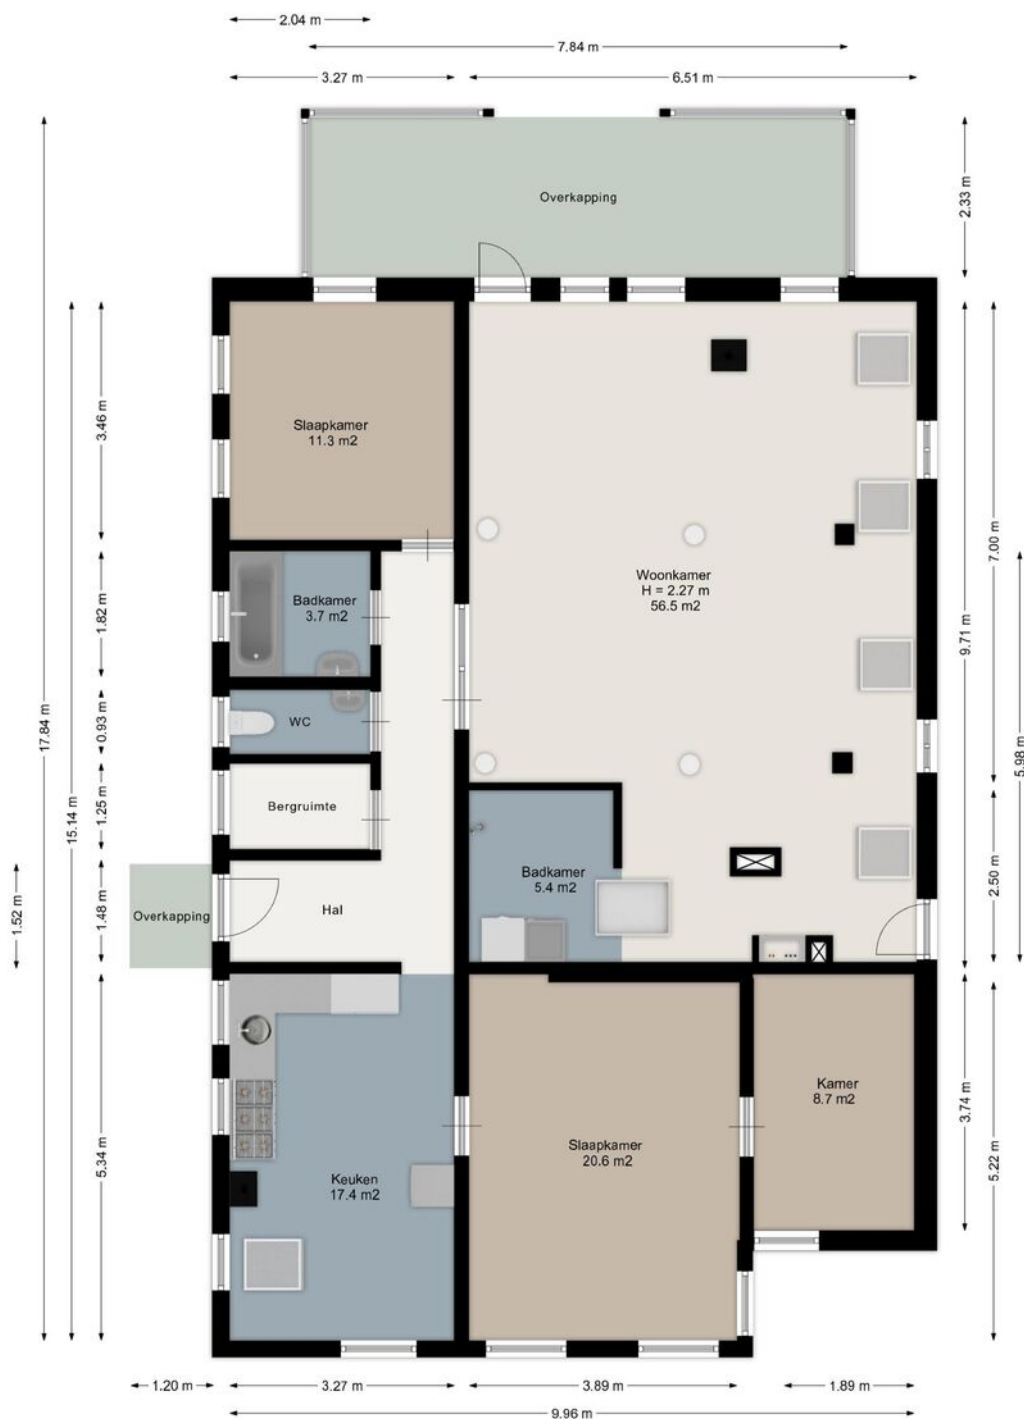 2.04 m
7.84 m
3.27 m
6.51 m
Overkapping
2.33 m
17.84 m
15.14 m
3.46 m
Slaapkamer
11.3 m2
7.00 m
9.71 m
5.98 m
Woonkamer
H = 2.27 m
56.5 m2
Badkamer
3.7 m2
1.82 m
WC
0.93 m
Bergruimte
1.25 m
Badkamer
5.4 m2
2.50 m
Overkapping
Hal
1.48 m
1.52 m
Kamer
8.7 m2
3.74 m
Slaapkamer
20.6 m2
5.22 m
Keuken
17.4 m2
5.34 m
1.20 m
3.27 m
3.89 m
1.89 m
9.96 m